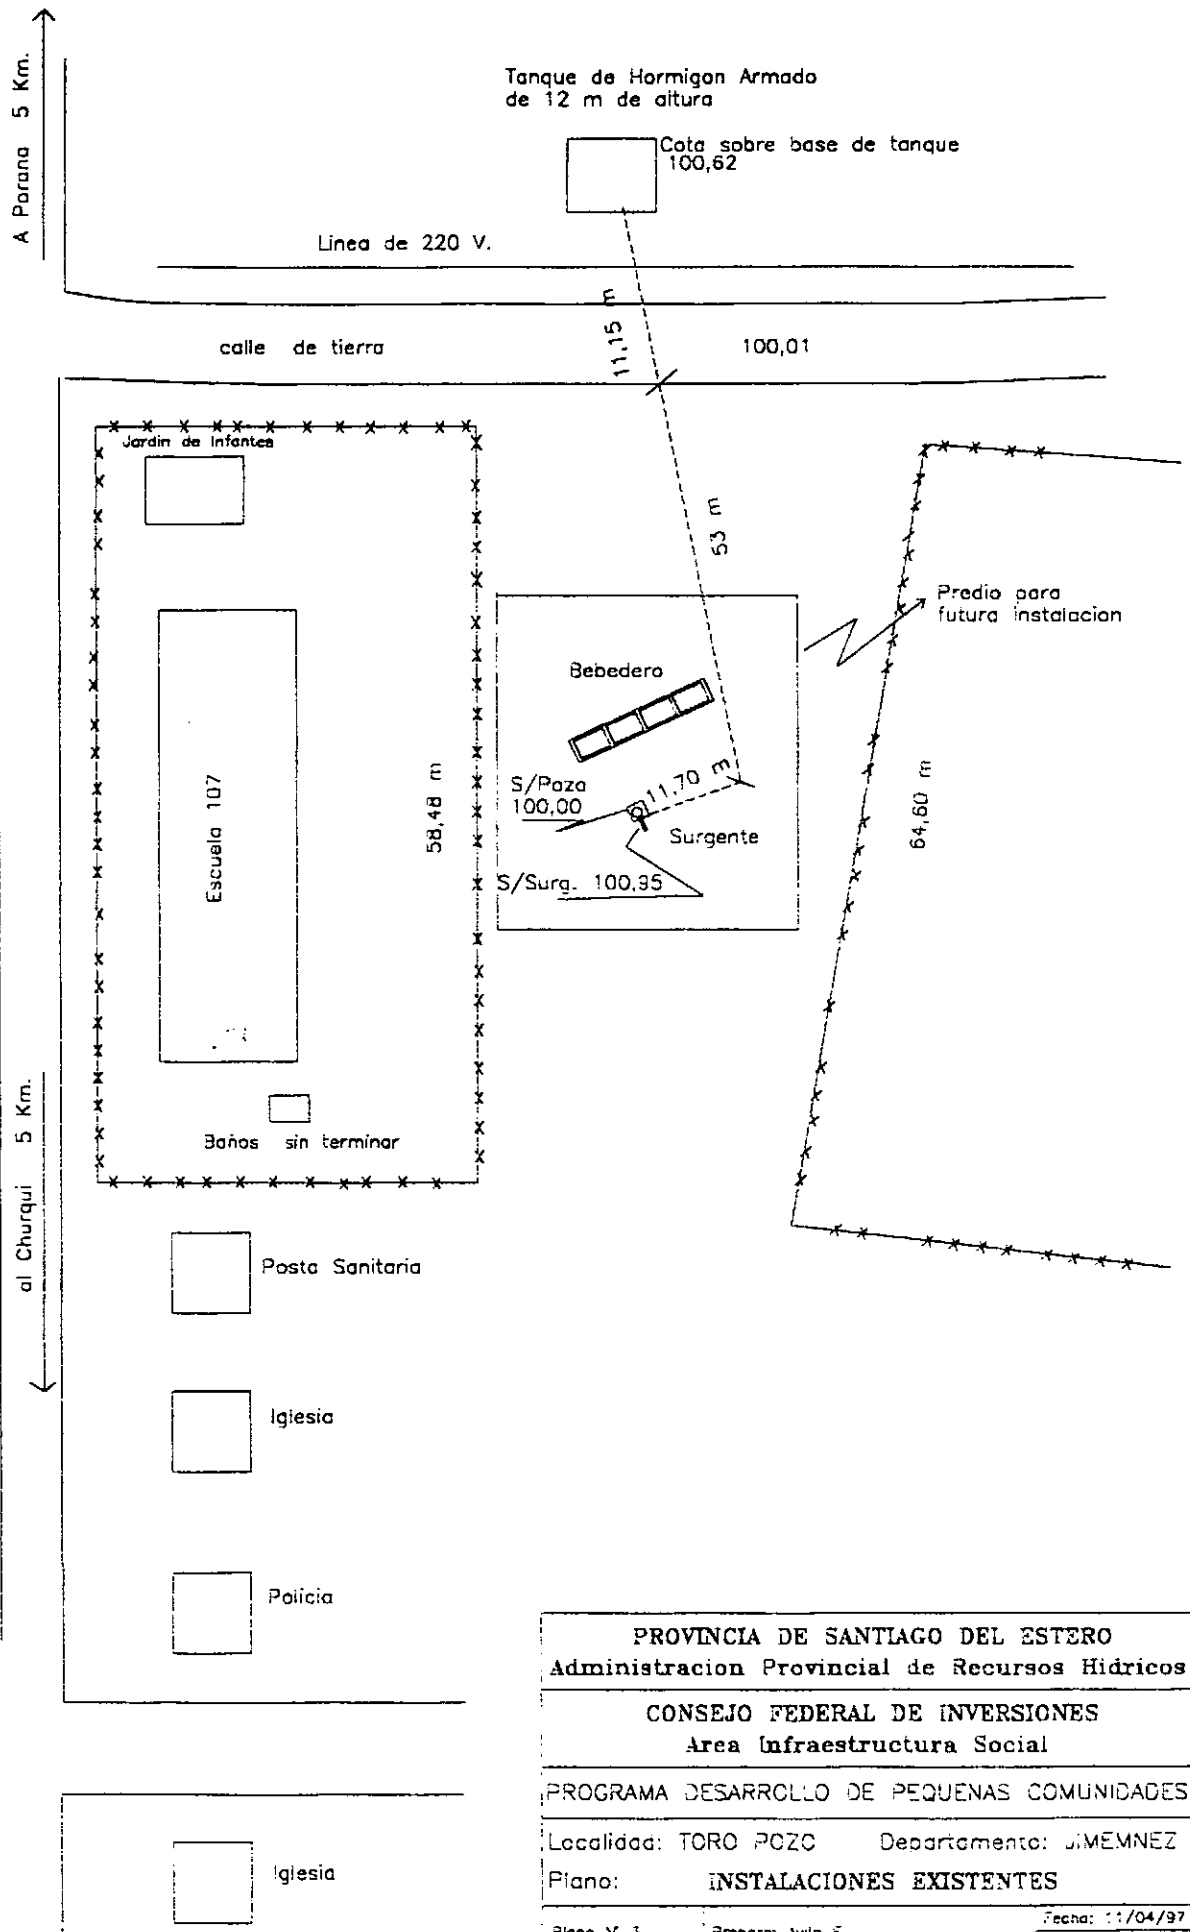 A Parana 5 Km.
Tanque de Hormigon Armado
de 12 m de altura
Cota sobre base de tanque
100,62
Linea de 220 V.
11,15 m
calle de tierra
100,01
Jardin de Infantes
53 m
Predio para
futura instalacion
Bebedero
Escuela 107
58,48 m
S/Pozo
100,00
11,70 m
Surgente
64,60 m
S/Surg. 100,95
al Churqui 5 Km.
Baños sin terminar
Posta Sanitaria
Iglesia
Policia
Iglesia
PROVINCIA DE SANTIAGO DEL ESTERO
Administracion Provincial de Recursos Hidricos
CONSEJO FEDERAL DE INVERSIONES
Area Infraestructura Social
PROGRAMA DESARROLLO DE PEQUENAS COMUNIDADES
Localidad: TORO POZO Departamento: JIMEMNEZ
Plano: INSTALACIONES EXISTENTES
Fecha: 11/04/97